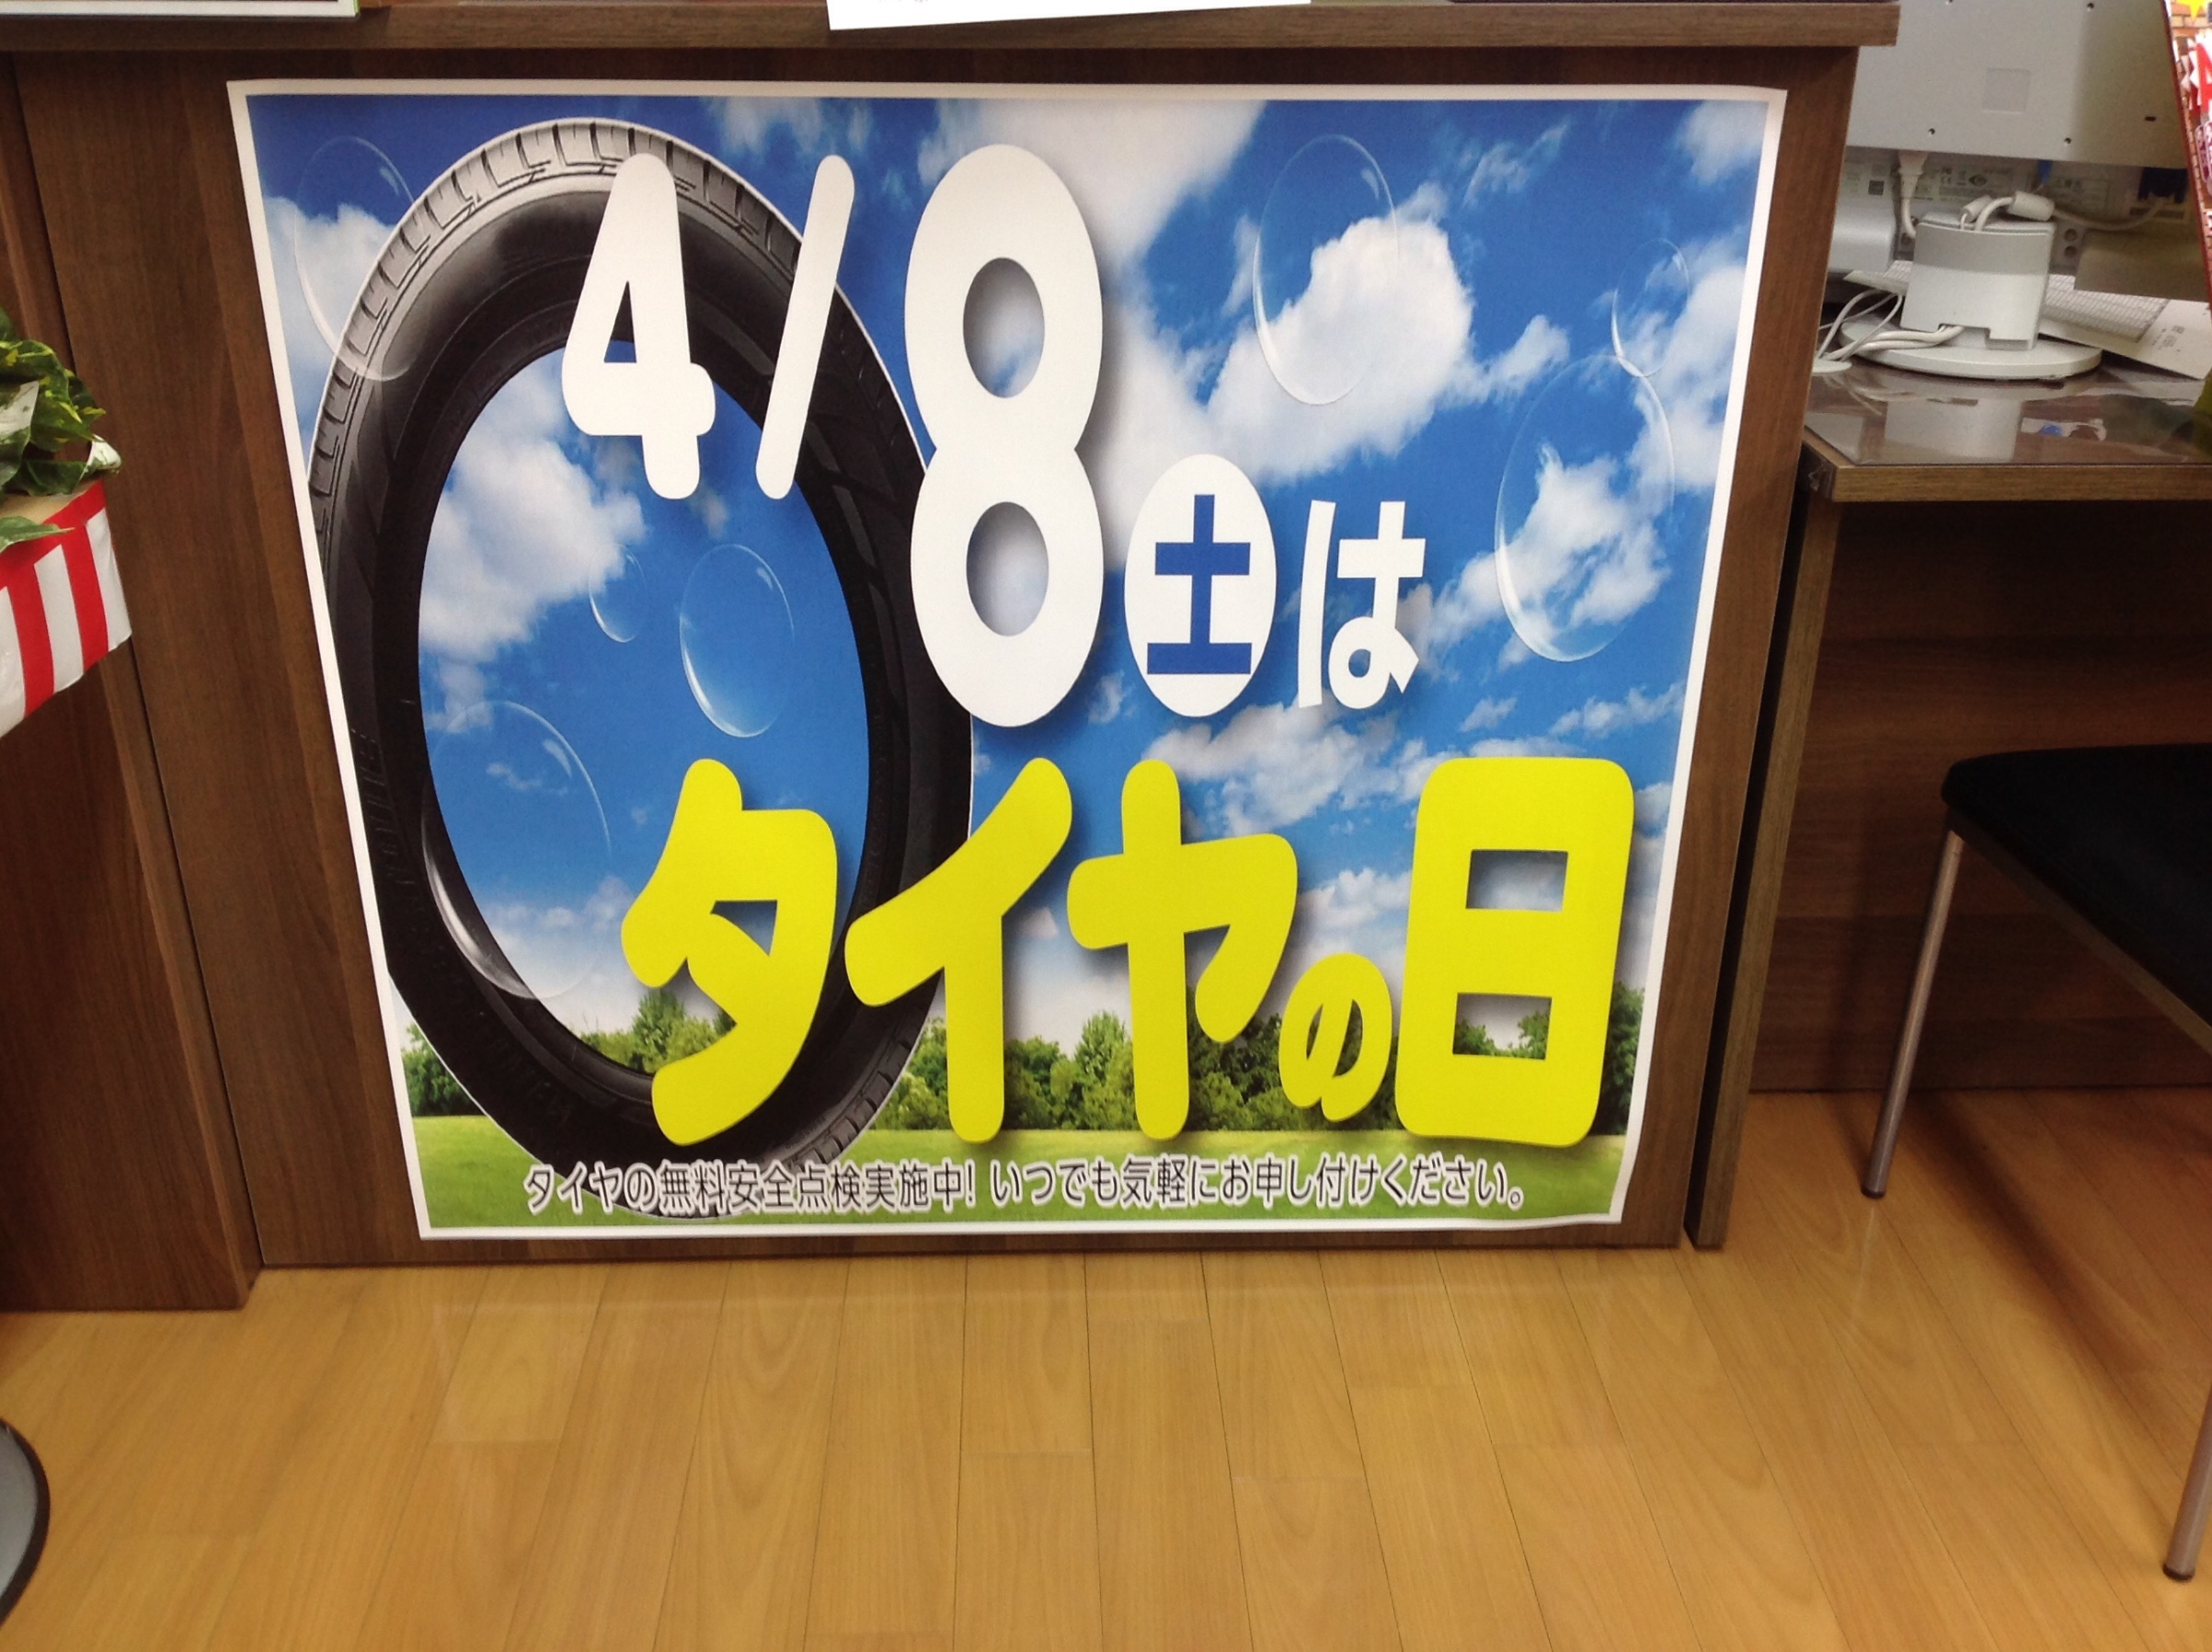 4/8土は
タイヤの日
タイヤの無料安全点検実施中! いつでも気軽にお申し付けください。